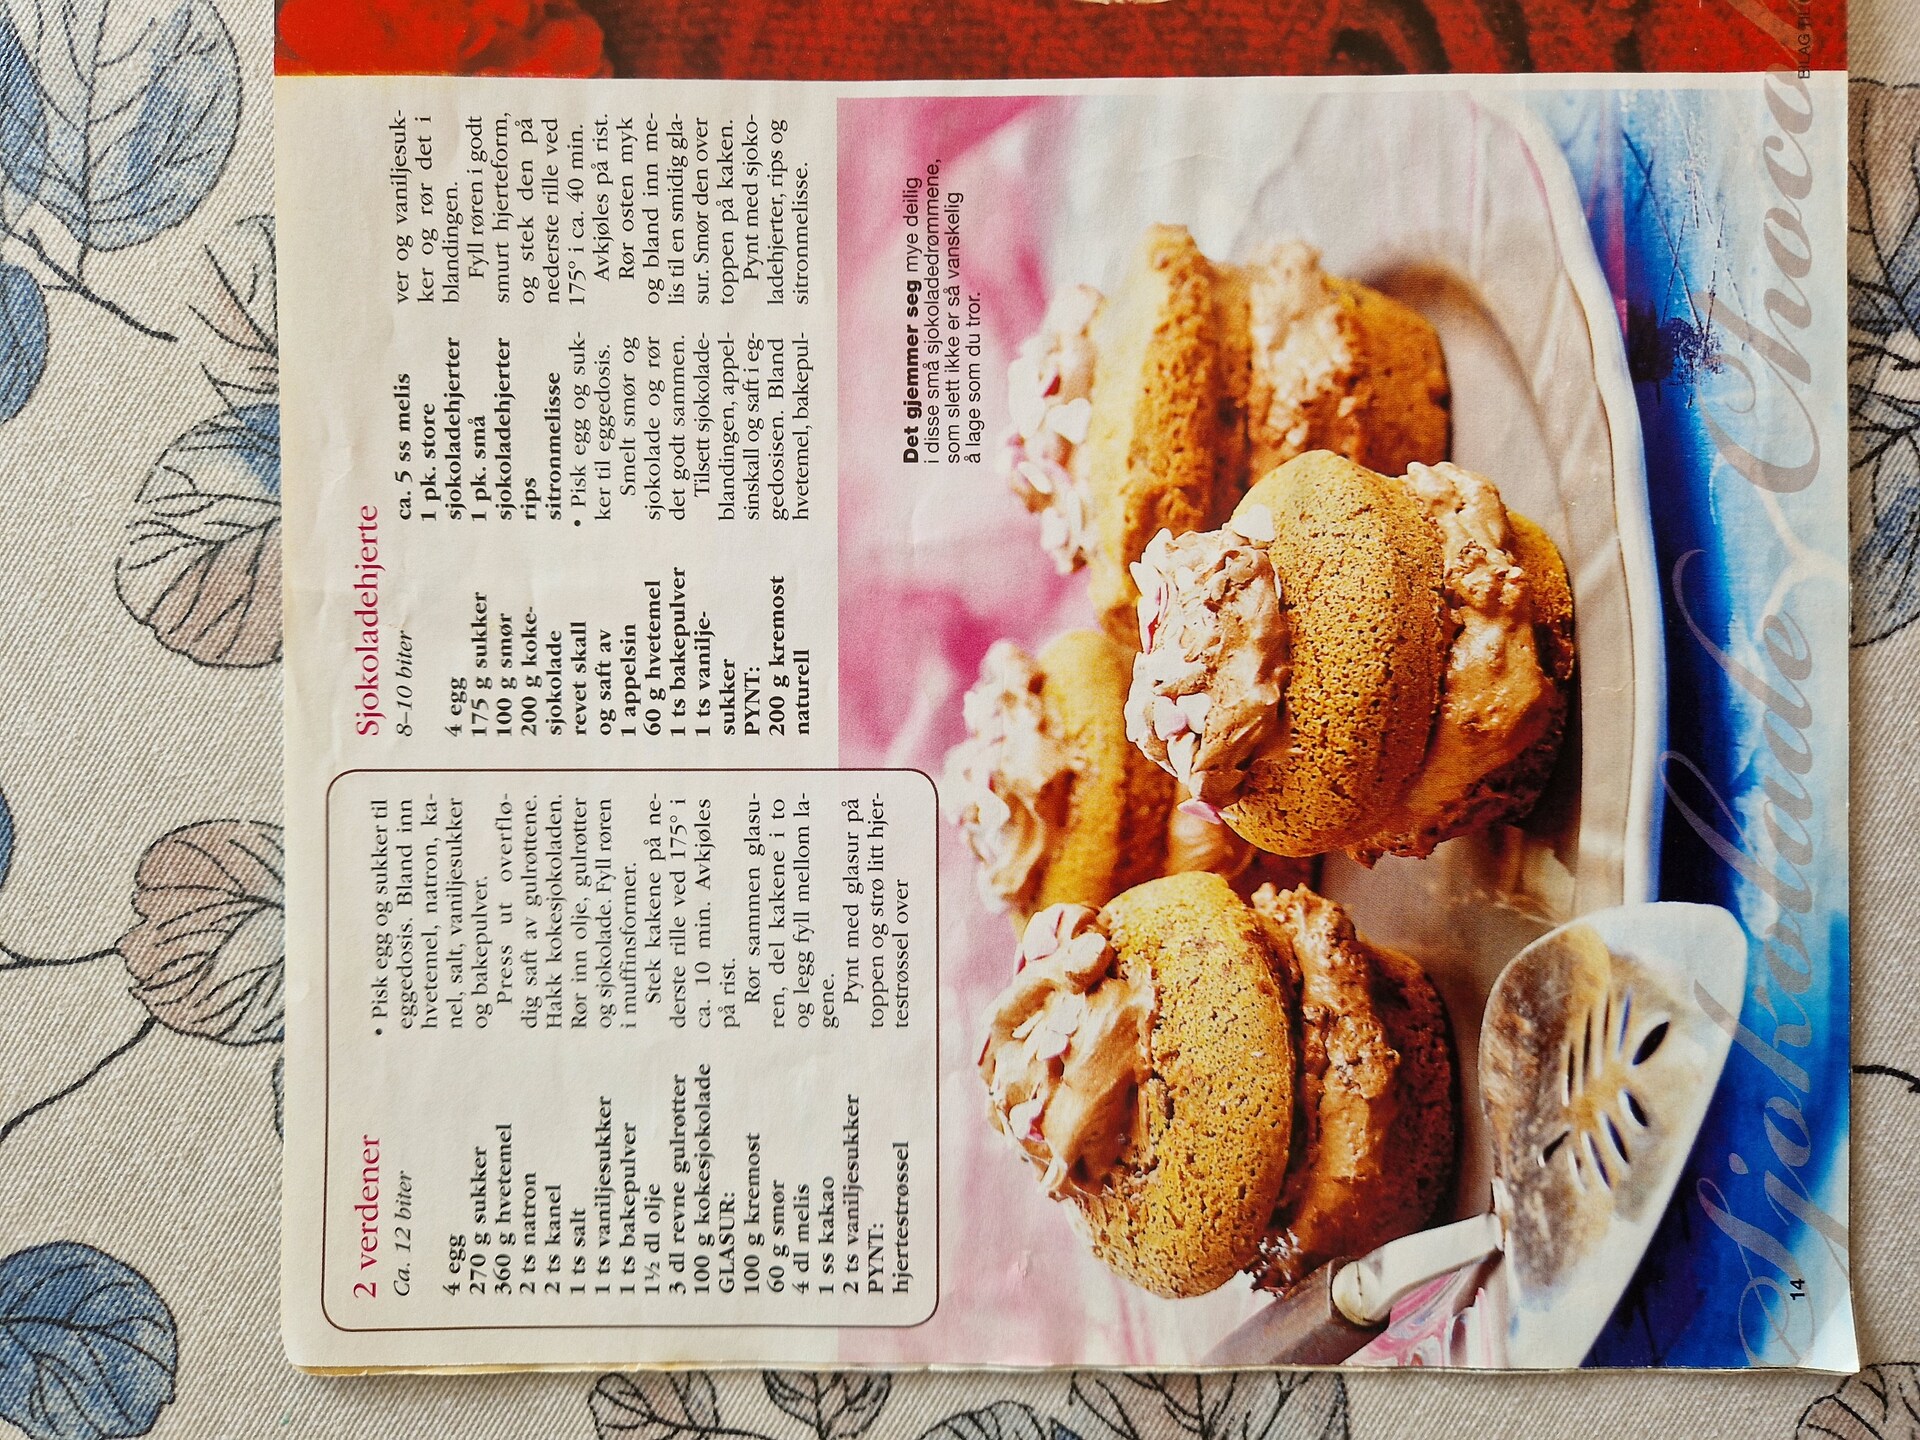 2 verdener
Ca. 12 biter
4 egg
270 g sukker
360 g hvetemel
2 ts natron
2 ts kanel
1 ts salt
1 ts vaniljesukker
1 ts bakepulver
1½ dl olje
3 dl revne gulrøtter
100 g kokesjokolade
GLASUR:
100 g kremost
60 g smør
4 dl melis
1 ss kakao
2 ts vaniljesukker
PYNT:
hjertestrøssel
• Pisk egg og sukker til
eggedosis. Bland inn
hvetemel, natron, ka-
nel, salt, vaniljesukker
og bakepulver.
Press ut overflø-
dig saft av gulrøttene.
Hakk kokesjokoladen.
Rør inn olje, gulrøtter
og sjokolade. Fyll røren
i muffinsformer.
Stek kakene på ne-
derste rille ved 175° i
ca. 10 min. Avkjøles
på rist.
Rør sammen glasu-
ren, del kakene i to
og legg fyll mellom la-
gene.
Pynt med glasur på
toppen og strø litt hjer-
testrøssel over
Sjokoladehjerte
8–10 biter
4 egg
175 g sukker
100 g smør
200 g koke-
sjokolade
revet skall
og saft av
1 appelsin
60 g hvetemel
1 ts bakepulver
1 ts vanilje-
sukker
PYNT:
200 g kremost
naturell
ca. 5 ss melis
1 pk. store
sjokoladehjerter
1 pk. små
sjokoladehjerter
rips
sitronmelisse
• Pisk egg og suk-
ker til eggedosis.
Smelt smør og
sjokolade og rør
det godt sammen.
Tilsett sjokolade-
blandingen, appel-
sinskall og saft i eg-
gedosisen. Bland
hvetemel, bakepul-
ver og vaniljesuk-
ker og rør det i
blandingen.
Fyll røren i godt
smurt hjerteform,
og stek den på
nederste rille ved
175° i ca. 40 min.
Avkjøles på rist.
Rør osten myk
og bland inn me-
lis til en smidig gla-
sur. Smør den over
toppen på kaken.
Pynt med sjoko-
ladehjerter, rips og
sitronmelisse.
Det gjemmer seg mye deilig
i disse små sjokoladedrømmene,
som slett ikke er så vanskelig
å lage som du tror.
Sjokolade Chocol
14
BILAG TIL